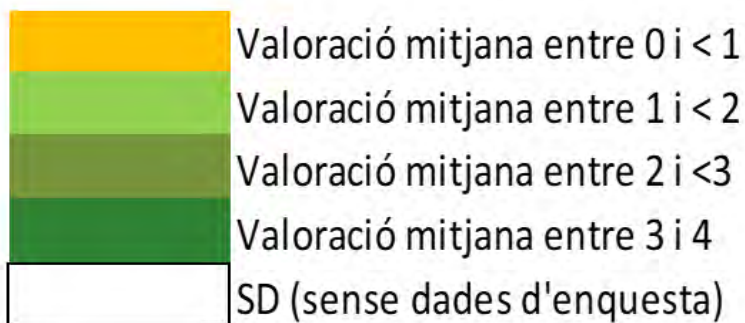 Valoració mitjana entre 0 i < 1
Valoració mitjana entre 1 i < 2
Valoració mitjana entre 2 i <3
Valoració mitjana entre 3 i 4
SD (sense dades d'enquesta)